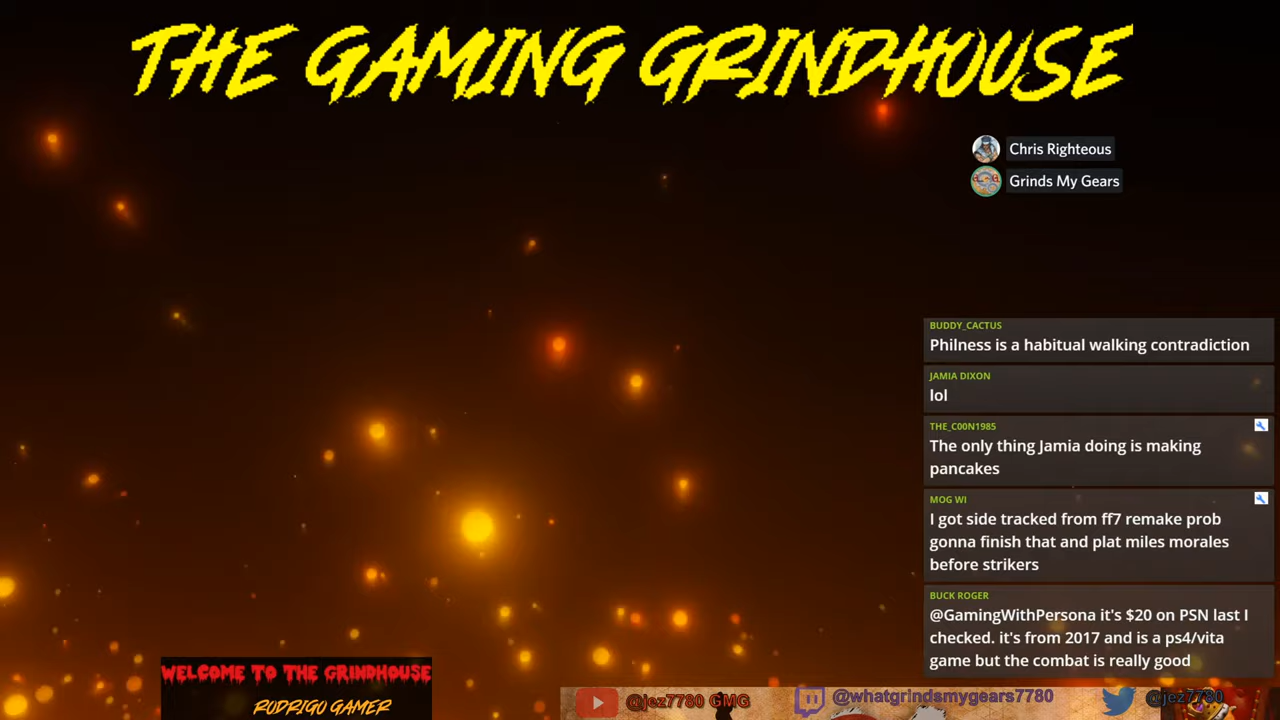 THE GAMING GRINDHOUSE
Chris Righteous
Grinds My Gears
BUDDY_CACTUS
Philness is a habitual walking contradiction
JAMIA DIXON
lol
THE_C00N1985
The only thing Jamia doing is making
pancakes
MOG WI
I got side tracked from ff7 remake prob
gonna finish that and plat miles morales
before strikers
BUCK ROGER
@GamingWithPersona it's $20 on PSN last I
checked. it's from 2017 and is a ps4/vita
game but the combat is really good
WELCOME TO THE GRINDHOUSE
RODRIGO GAMER
@jez7780 GMG
@whatgrindsmygears7780
@jez7780